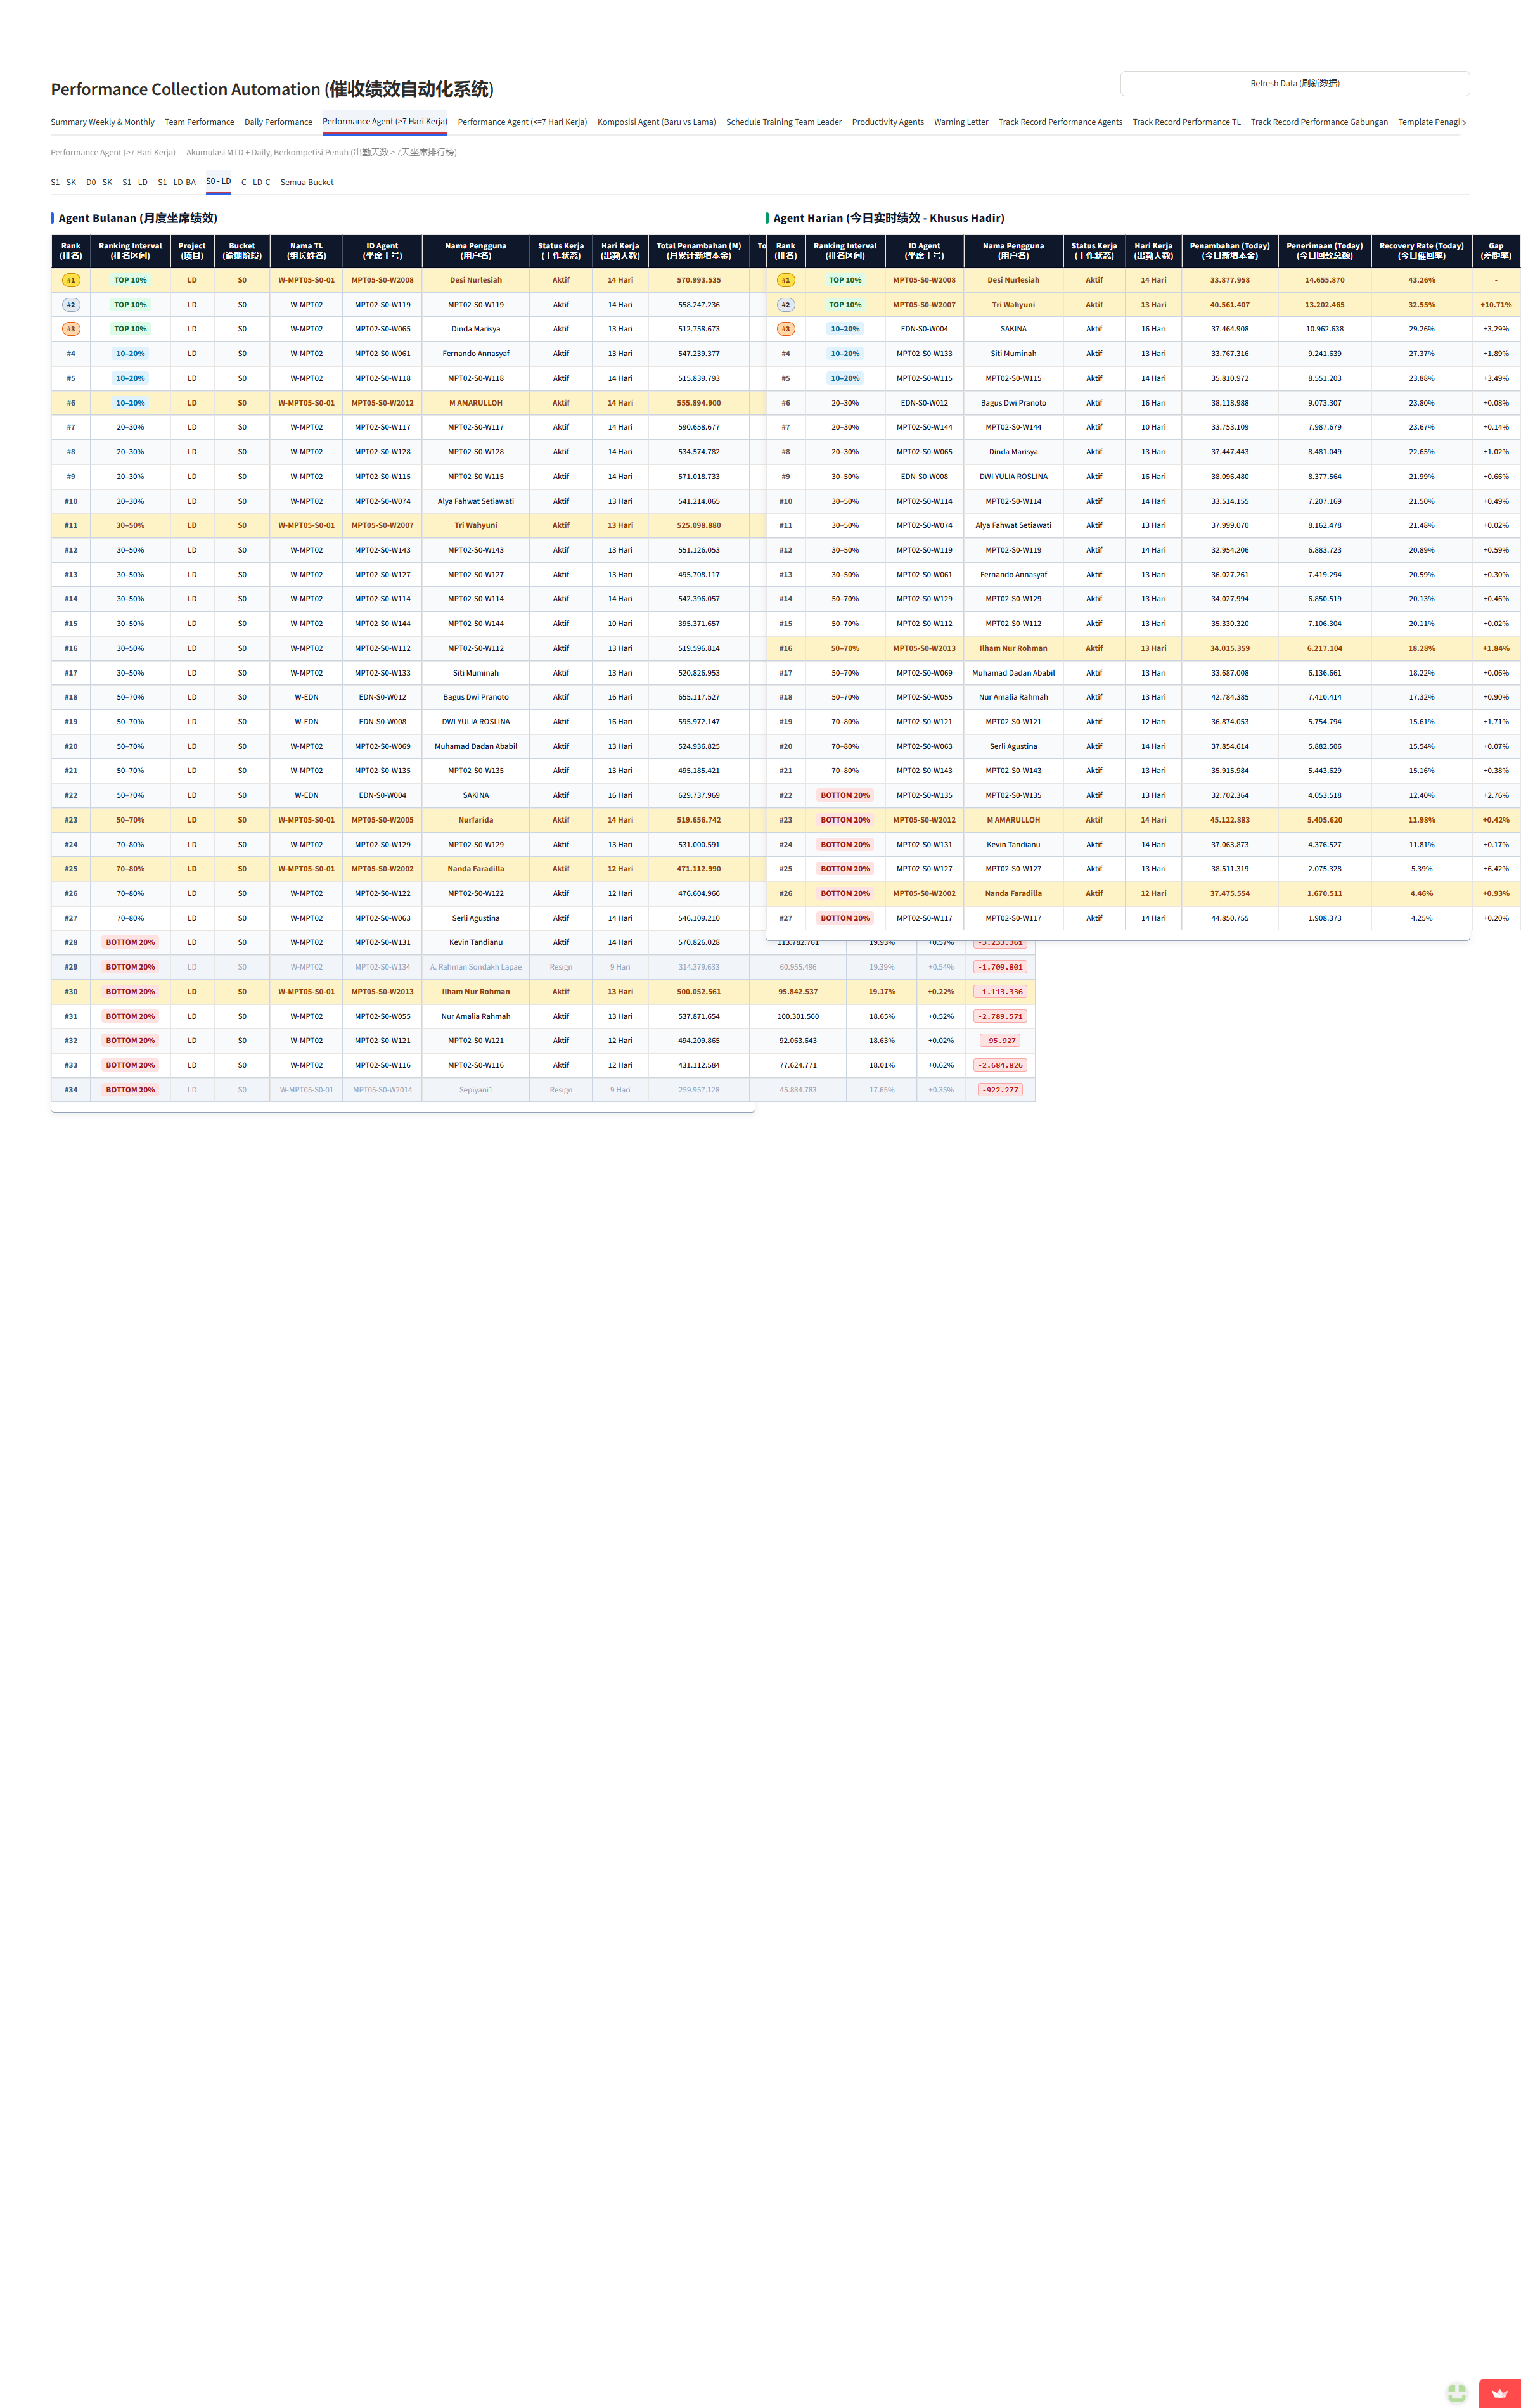 Performance Collection Automation (催收绩效自动化系统)
Refresh Data (刷新数据)
Summary Weekly & Monthly Team Performance Daily Performance Performance Agent (>7 Hari Kerja) Performance Agent (<=7 Hari Kerja) Komposisi Agent (Baru vs Lama) Schedule Training Team Leader Productivity Agents Warning Letter Track Record Performance Agents Track Record Performance TL Track Record Performance Gabungan Template
Performance Agent (>7 Hari Kerja) — Akumulasi MTD + Daily, Berkompetisi Penuh (出勤天数 > 7天坐席排行榜)
S1 - SK D0 - SK S1 - LD S1 - LD-BA S0 - LD C - LD-C Semua Bucket
Agent Bulanan (月度坐席绩效)
Rank Ranking Interval Project Bucket Nama TL ID Agent Nama Pengguna Status Kerja Hari Kerja Total Penambahan (M)
(排名) (排名区间) (项目) (逾期阶段) (组长姓名) (坐席工号) (用户名) (工作状态) (出勤天数) (月累计新增本金)
#1 TOP 10% LD S0 W-MPT05-S0-01 MPT05-S0-W2008 Desi Nurlesiah Aktif 14 Hari 570.993.535
#2 TOP 10% LD S0 W-MPT02 MPT02-S0-W119 MPT02-S0-W119 Aktif 14 Hari 558.247.236
#3 TOP 10% LD S0 W-MPT02 MPT02-S0-W065 Dinda Marisya Aktif 13 Hari 512.758.673
#4 10–20% LD S0 W-MPT02 MPT02-S0-W061 Fernando Annasyaf Aktif 13 Hari 547.239.377
#5 10–20% LD S0 W-MPT02 MPT02-S0-W118 MPT02-S0-W118 Aktif 14 Hari 515.839.793
#6 10–20% LD S0 W-MPT05-S0-01 MPT05-S0-W2012 M AMARULLOH Aktif 14 Hari 555.894.900
#7 20–30% LD S0 W-MPT02 MPT02-S0-W117 MPT02-S0-W117 Aktif 14 Hari 590.658.677
#8 20–30% LD S0 W-MPT02 MPT02-S0-W128 MPT02-S0-W128 Aktif 14 Hari 534.574.782
#9 20–30% LD S0 W-MPT02 MPT02-S0-W115 MPT02-S0-W115 Aktif 14 Hari 571.018.733
#10 20–30% LD S0 W-MPT02 MPT02-S0-W074 Alya Fahwat Setiawati Aktif 13 Hari 541.214.065
#11 30–50% LD S0 W-MPT05-S0-01 MPT05-S0-W2007 Tri Wahyuni Aktif 13 Hari 525.098.880
#12 30–50% LD S0 W-MPT02 MPT02-S0-W143 MPT02-S0-W143 Aktif 13 Hari 551.126.053
#13 30–50% LD S0 W-MPT02 MPT02-S0-W127 MPT02-S0-W127 Aktif 13 Hari 495.708.117
#14 30–50% LD S0 W-MPT02 MPT02-S0-W114 MPT02-S0-W114 Aktif 14 Hari 542.396.057
#15 30–50% LD S0 W-MPT02 MPT02-S0-W144 MPT02-S0-W144 Aktif 10 Hari 395.371.657
#16 30–50% LD S0 W-MPT02 MPT02-S0-W112 MPT02-S0-W112 Aktif 13 Hari 519.596.814
#17 30–50% LD S0 W-MPT02 MPT02-S0-W133 Siti Muminah Aktif 13 Hari 520.826.953
#18 50–70% LD S0 W-EDN EDN-S0-W012 Bagus Dwi Pranoto Aktif 16 Hari 655.117.527
#19 50–70% LD S0 W-EDN EDN-S0-W008 DWI YULIA ROSLINA Aktif 16 Hari 595.972.147
#20 50–70% LD S0 W-MPT02 MPT02-S0-W069 Muhamad Dadan Ababil Aktif 13 Hari 524.936.825
#21 50–70% LD S0 W-MPT02 MPT02-S0-W135 MPT02-S0-W135 Aktif 13 Hari 495.185.421
#22 50–70% LD S0 W-EDN EDN-S0-W004 SAKINA Aktif 16 Hari 629.737.969
#23 50–70% LD S0 W-MPT05-S0-01 MPT05-S0-W2005 Nurfarida Aktif 14 Hari 519.656.742
#24 70–80% LD S0 W-MPT02 MPT02-S0-W129 MPT02-S0-W129 Aktif 13 Hari 531.000.591
#25 70–80% LD S0 W-MPT05-S0-01 MPT05-S0-W2002 Nanda Faradilla Aktif 12 Hari 471.112.990
#26 70–80% LD S0 W-MPT02 MPT02-S0-W122 MPT02-S0-W122 Aktif 12 Hari 476.604.966
#27 70–80% LD S0 W-MPT02 MPT02-S0-W063 Serli Agustina Aktif 14 Hari 546.109.210
#28 BOTTOM 20% LD S0 W-MPT02 MPT02-S0-W131 Kevin Tandianu Aktif 14 Hari 570.826.028 113.782.761 19.93% +0.57% -3.235.361
#29 BOTTOM 20% LD S0 W-MPT02 MPT02-S0-W134 A. Rahman Sondakh Lapae Resign 9 Hari 314.379.633 60.955.496 19.39% +0.54% -1.709.801
#30 BOTTOM 20% LD S0 W-MPT05-S0-01 MPT05-S0-W2013 Ilham Nur Rohman Aktif 13 Hari 500.052.561 95.842.537 19.17% +0.22% -1.113.336
#31 BOTTOM 20% LD S0 W-MPT02 MPT02-S0-W055 Nur Amalia Rahmah Aktif 13 Hari 537.871.654 100.301.560 18.65% +0.52% -2.789.571
#32 BOTTOM 20% LD S0 W-MPT02 MPT02-S0-W121 MPT02-S0-W121 Aktif 12 Hari 494.209.865 92.063.643 18.63% +0.02% -95.927
#33 BOTTOM 20% LD S0 W-MPT02 MPT02-S0-W116 MPT02-S0-W116 Aktif 12 Hari 431.112.584 77.624.771 18.01% +0.62% -2.684.826
#34 BOTTOM 20% LD S0 W-MPT05-S0-01 MPT05-S0-W2014 Sepiyani1 Resign 9 Hari 259.957.128 45.884.783 17.65% +0.35% -922.277
Agent Harian (今日实时绩效 - Khusus Hadir)
Rank Ranking Interval ID Agent Nama Pengguna Status Kerja Hari Kerja Penambahan (Today) Penerimaan (Today) Recovery Rate (Today) Gap
(排名) (排名区间) (坐席工号) (用户名) (工作状态) (出勤天数) (今日新增本金) (今日回款总额) (今日催回率) (差距率)
#1 TOP 10% MPT05-S0-W2008 Desi Nurlesiah Aktif 14 Hari 33.877.958 14.655.870 43.26% -
#2 TOP 10% MPT05-S0-W2007 Tri Wahyuni Aktif 13 Hari 40.561.407 13.202.465 32.55% +10.71%
#3 10–20% EDN-S0-W004 SAKINA Aktif 16 Hari 37.464.908 10.962.638 29.26% +3.29%
#4 10–20% MPT02-S0-W133 Siti Muminah Aktif 13 Hari 33.767.316 9.241.639 27.37% +1.89%
#5 10–20% MPT02-S0-W115 MPT02-S0-W115 Aktif 14 Hari 35.810.972 8.551.203 23.88% +3.49%
#6 20–30% EDN-S0-W012 Bagus Dwi Pranoto Aktif 16 Hari 38.118.988 9.073.307 23.80% +0.08%
#7 20–30% MPT02-S0-W144 MPT02-S0-W144 Aktif 10 Hari 33.753.109 7.987.679 23.67% +0.14%
#8 20–30% MPT02-S0-W065 Dinda Marisya Aktif 13 Hari 37.447.443 8.481.049 22.65% +1.02%
#9 30–50% EDN-S0-W008 DWI YULIA ROSLINA Aktif 16 Hari 38.096.480 8.377.564 21.99% +0.66%
#10 30–50% MPT02-S0-W114 MPT02-S0-W114 Aktif 14 Hari 33.514.155 7.207.169 21.50% +0.49%
#11 30–50% MPT02-S0-W074 Alya Fahwat Setiawati Aktif 13 Hari 37.999.070 8.162.478 21.48% +0.02%
#12 30–50% MPT02-S0-W119 MPT02-S0-W119 Aktif 14 Hari 32.954.206 6.883.723 20.89% +0.59%
#13 30–50% MPT02-S0-W061 Fernando Annasyaf Aktif 13 Hari 36.027.261 7.419.294 20.59% +0.30%
#14 50–70% MPT02-S0-W129 MPT02-S0-W129 Aktif 13 Hari 34.027.994 6.850.519 20.13% +0.46%
#15 50–70% MPT02-S0-W112 MPT02-S0-W112 Aktif 13 Hari 35.330.320 7.106.304 20.11% +0.02%
#16 50–70% MPT05-S0-W2013 Ilham Nur Rohman Aktif 13 Hari 34.015.359 6.217.104 18.28% +1.84%
#17 50–70% MPT02-S0-W069 Muhamad Dadan Ababil Aktif 13 Hari 33.687.008 6.136.661 18.22% +0.06%
#18 50–70% MPT02-S0-W055 Nur Amalia Rahmah Aktif 13 Hari 42.784.385 7.410.414 17.32% +0.90%
#19 70–80% MPT02-S0-W121 MPT02-S0-W121 Aktif 12 Hari 36.874.053 5.754.794 15.61% +1.71%
#20 70–80% MPT02-S0-W063 Serli Agustina Aktif 14 Hari 37.854.614 5.882.506 15.54% +0.07%
#21 70–80% MPT02-S0-W143 MPT02-S0-W143 Aktif 13 Hari 35.915.984 5.443.629 15.16% +0.38%
#22 BOTTOM 20% MPT02-S0-W135 MPT02-S0-W135 Aktif 13 Hari 32.702.364 4.053.518 12.40% +2.76%
#23 BOTTOM 20% MPT05-S0-W2012 M AMARULLOH Aktif 14 Hari 45.122.883 5.405.620 11.98% +0.42%
#24 BOTTOM 20% MPT02-S0-W131 Kevin Tandianu Aktif 14 Hari 37.063.873 4.376.527 11.81% +0.17%
#25 BOTTOM 20% MPT02-S0-W127 MPT02-S0-W127 Aktif 13 Hari 38.511.319 2.075.328 5.39% +6.42%
#26 BOTTOM 20% MPT05-S0-W2002 Nanda Faradilla Aktif 12 Hari 37.475.554 1.670.511 4.46% +0.93%
#27 BOTTOM 20% MPT02-S0-W117 MPT02-S0-W117 Aktif 14 Hari 44.850.755 1.908.373 4.25% +0.20%